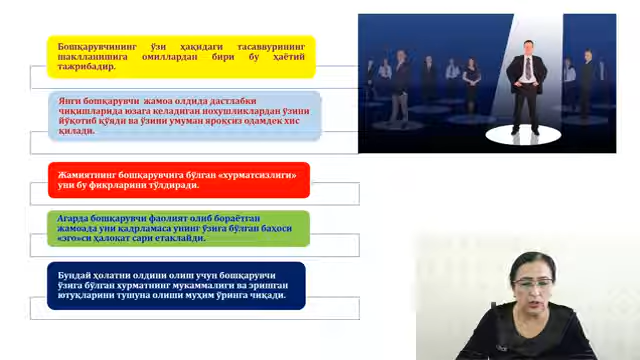 Бошқарувчининг ўзи ҳақидаги тасаввурининг
шаклланишига омиллардан бири бу ҳаётий
тажрибадир.
Янги бошқарувчи жамоа олдида дастлабки
чиқишларида юзага келадиган нохушликлардан ўзини
йўқотиб қўяди ва ўзини умуман яроқсиз одамдек хис
қилади.
Жамиятнинг бошқарувчига бўлган «хурматсизлиги»
уни бу фикрларини тўлдиради.
Агарда бошқарувчи фаолият олиб бораётган
жамоада уни қадрламаса унинг ўзига бўлган баҳоси
«эго»си ҳалокат сари етаклайди.
Бундай ҳолатни олдини олиш учун бошқарувчи
ўзига бўлган хурматнинг мукаммалиги ва эришган
ютуқларини тушуна олиши муҳим ўринга чиқади.